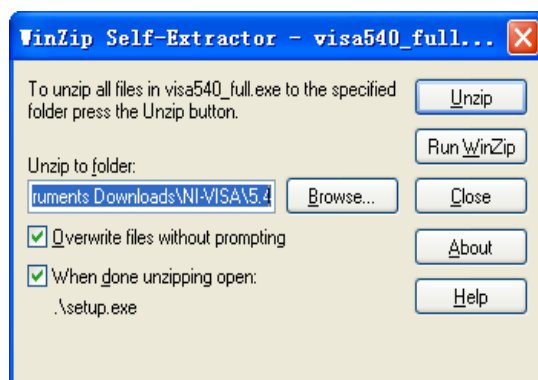 WinZip Self-Extractor - visa540_full...
To unzip all files in visa540_full.exe to the specified
folder press the Unzip button.
Unzip to folder:
ruments Downloads\NI-VISA\5.4
Browse...
Overwrite files without prompting
When done unzipping open:
.\setup.exe
Unzip
Run WinZip
Close
About
Help